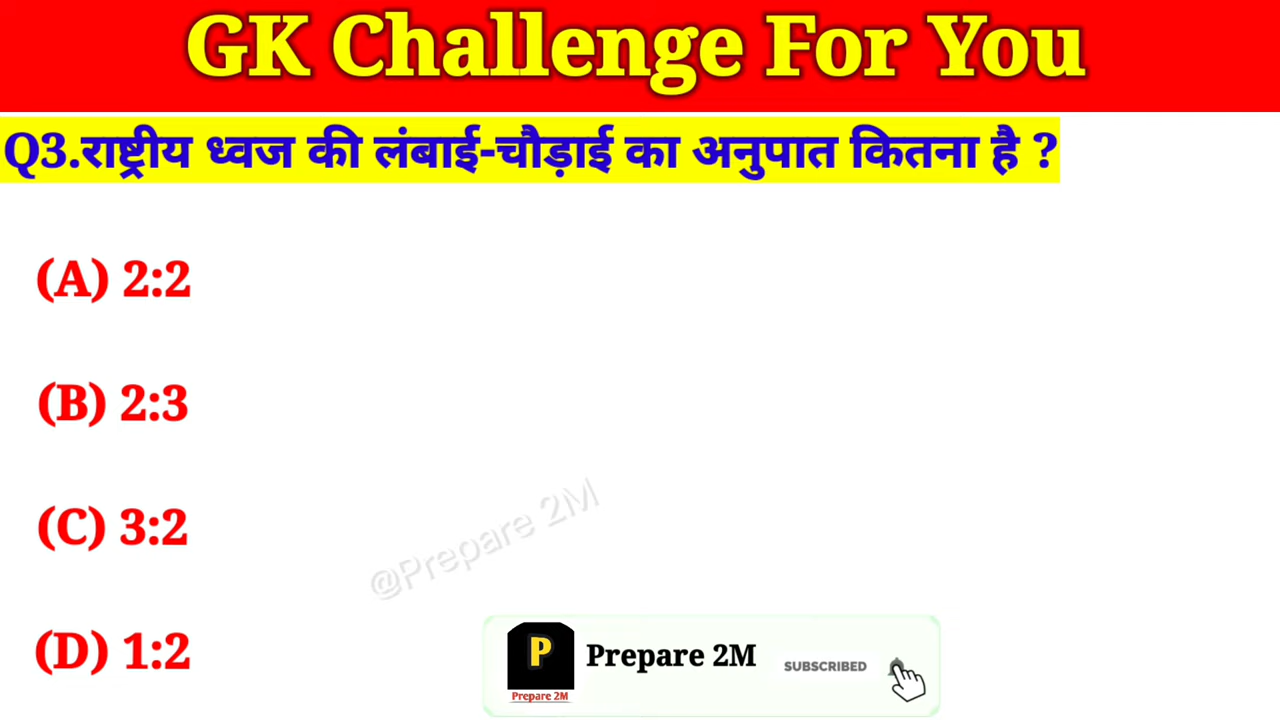 GK Challenge For You
Q3.राष्ट्रीय ध्वज की लंबाई-चौड़ाई का अनुपात कितना है ?
(A) 2:2
(B) 2:3
(C) 3:2
(D) 1:2
@Prepare 2M
P
Prepare 2M
Prepare 2M
SUBSCRIBED